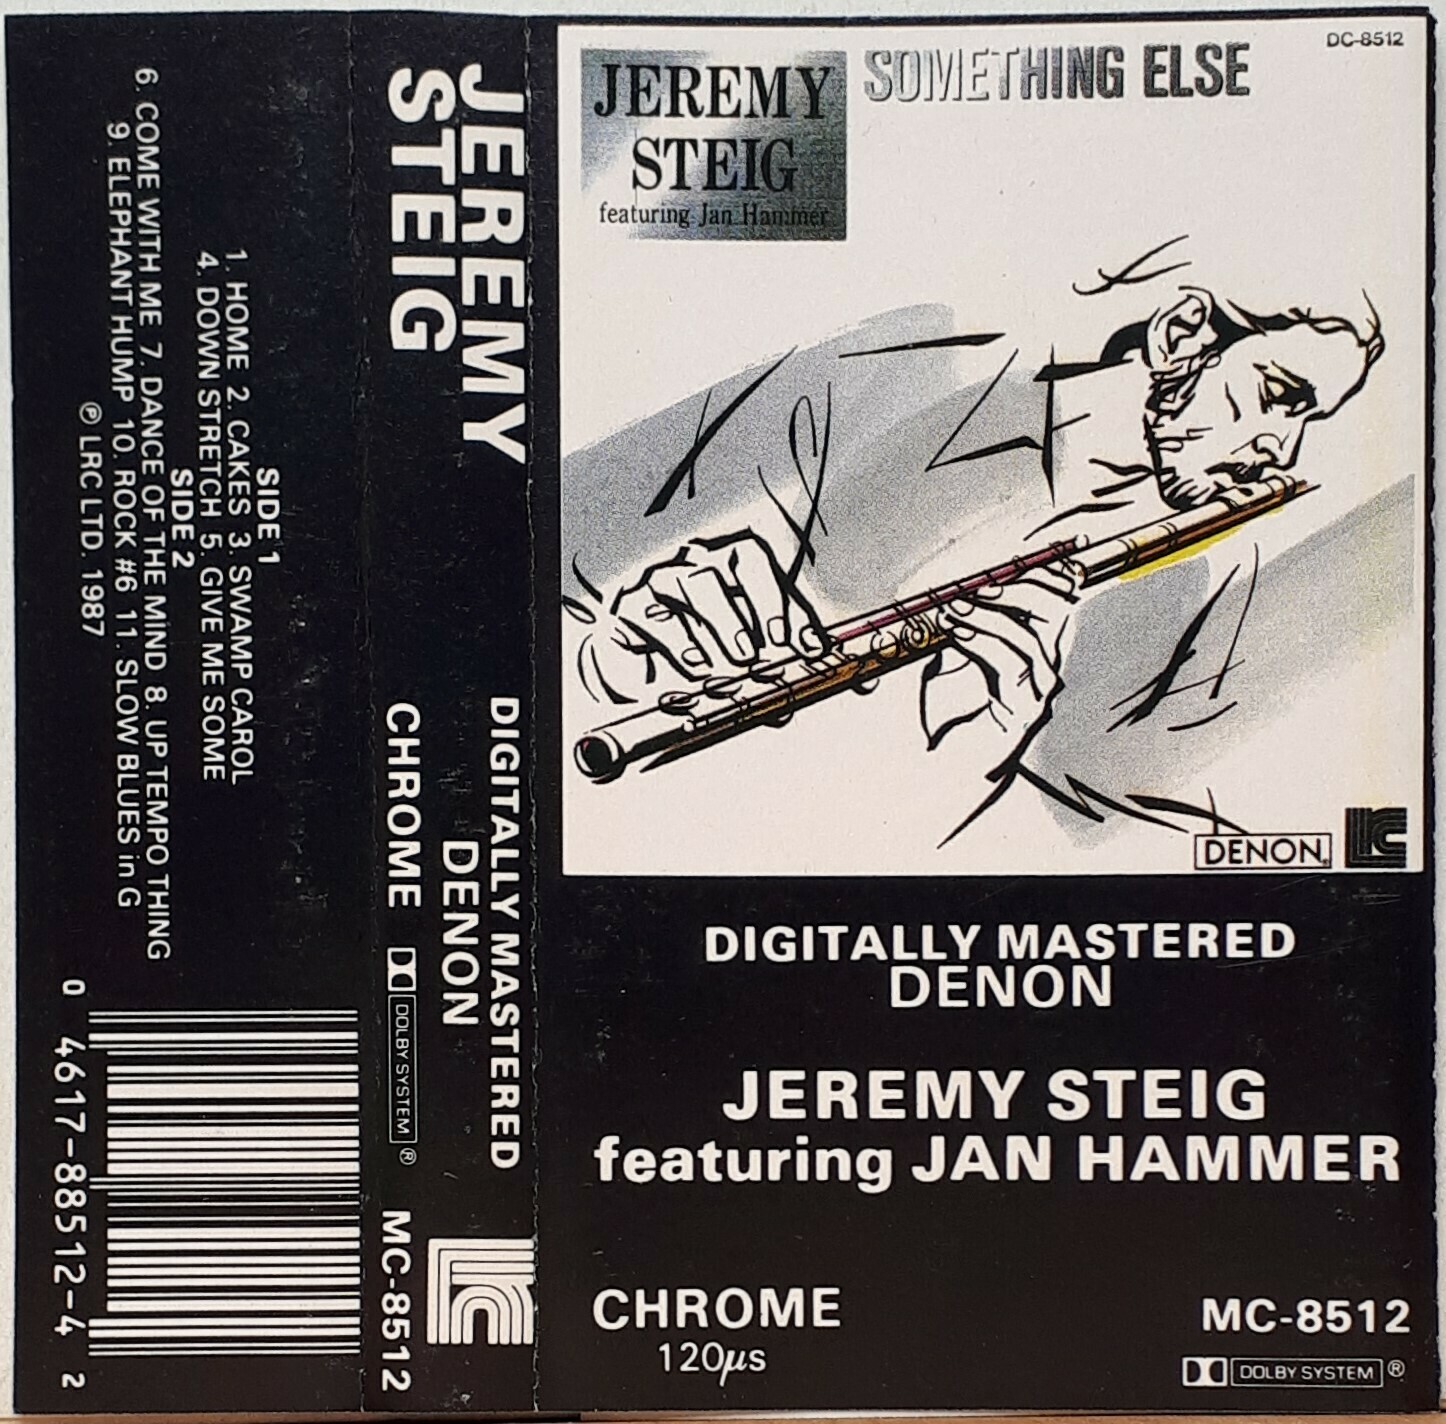 JEREMY
STEIG
featuring Jan Hammer
SOMETHING ELSE
DC-8512
DENON
LRC
DIGITALLY MASTERED
DENON
JEREMY STEIG
featuring JAN HAMMER
CHROME
120µs
MC-8512
DOLBY SYSTEM ®
JEREMY
STEIG
DIGITALLY MASTERED
DENON
CHROME DOLBY SYSTEM ®
LRC
MC-8512
SIDE 1
1. HOME 2. CAKES 3. SWAMP CAROL
4. DOWN STRETCH 5. GIVE ME SOME
SIDE 2
6. COME WITH ME 7. DANCE OF THE MIND 8. UP TEMPO THING
9. ELEPHANT HUMP 10. ROCK #6 11. SLOW BLUES in G
℗ LRC LTD. 1987
0 4617-88512-4 2